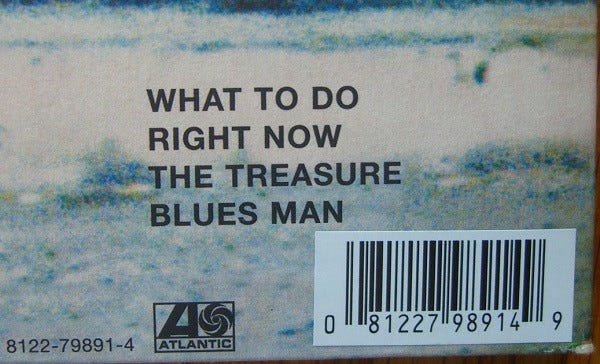 WHAT TO DO
RIGHT NOW
THE TREASURE
BLUES MAN
8122-79891-4
ATLANTIC
0 81227 98914 9